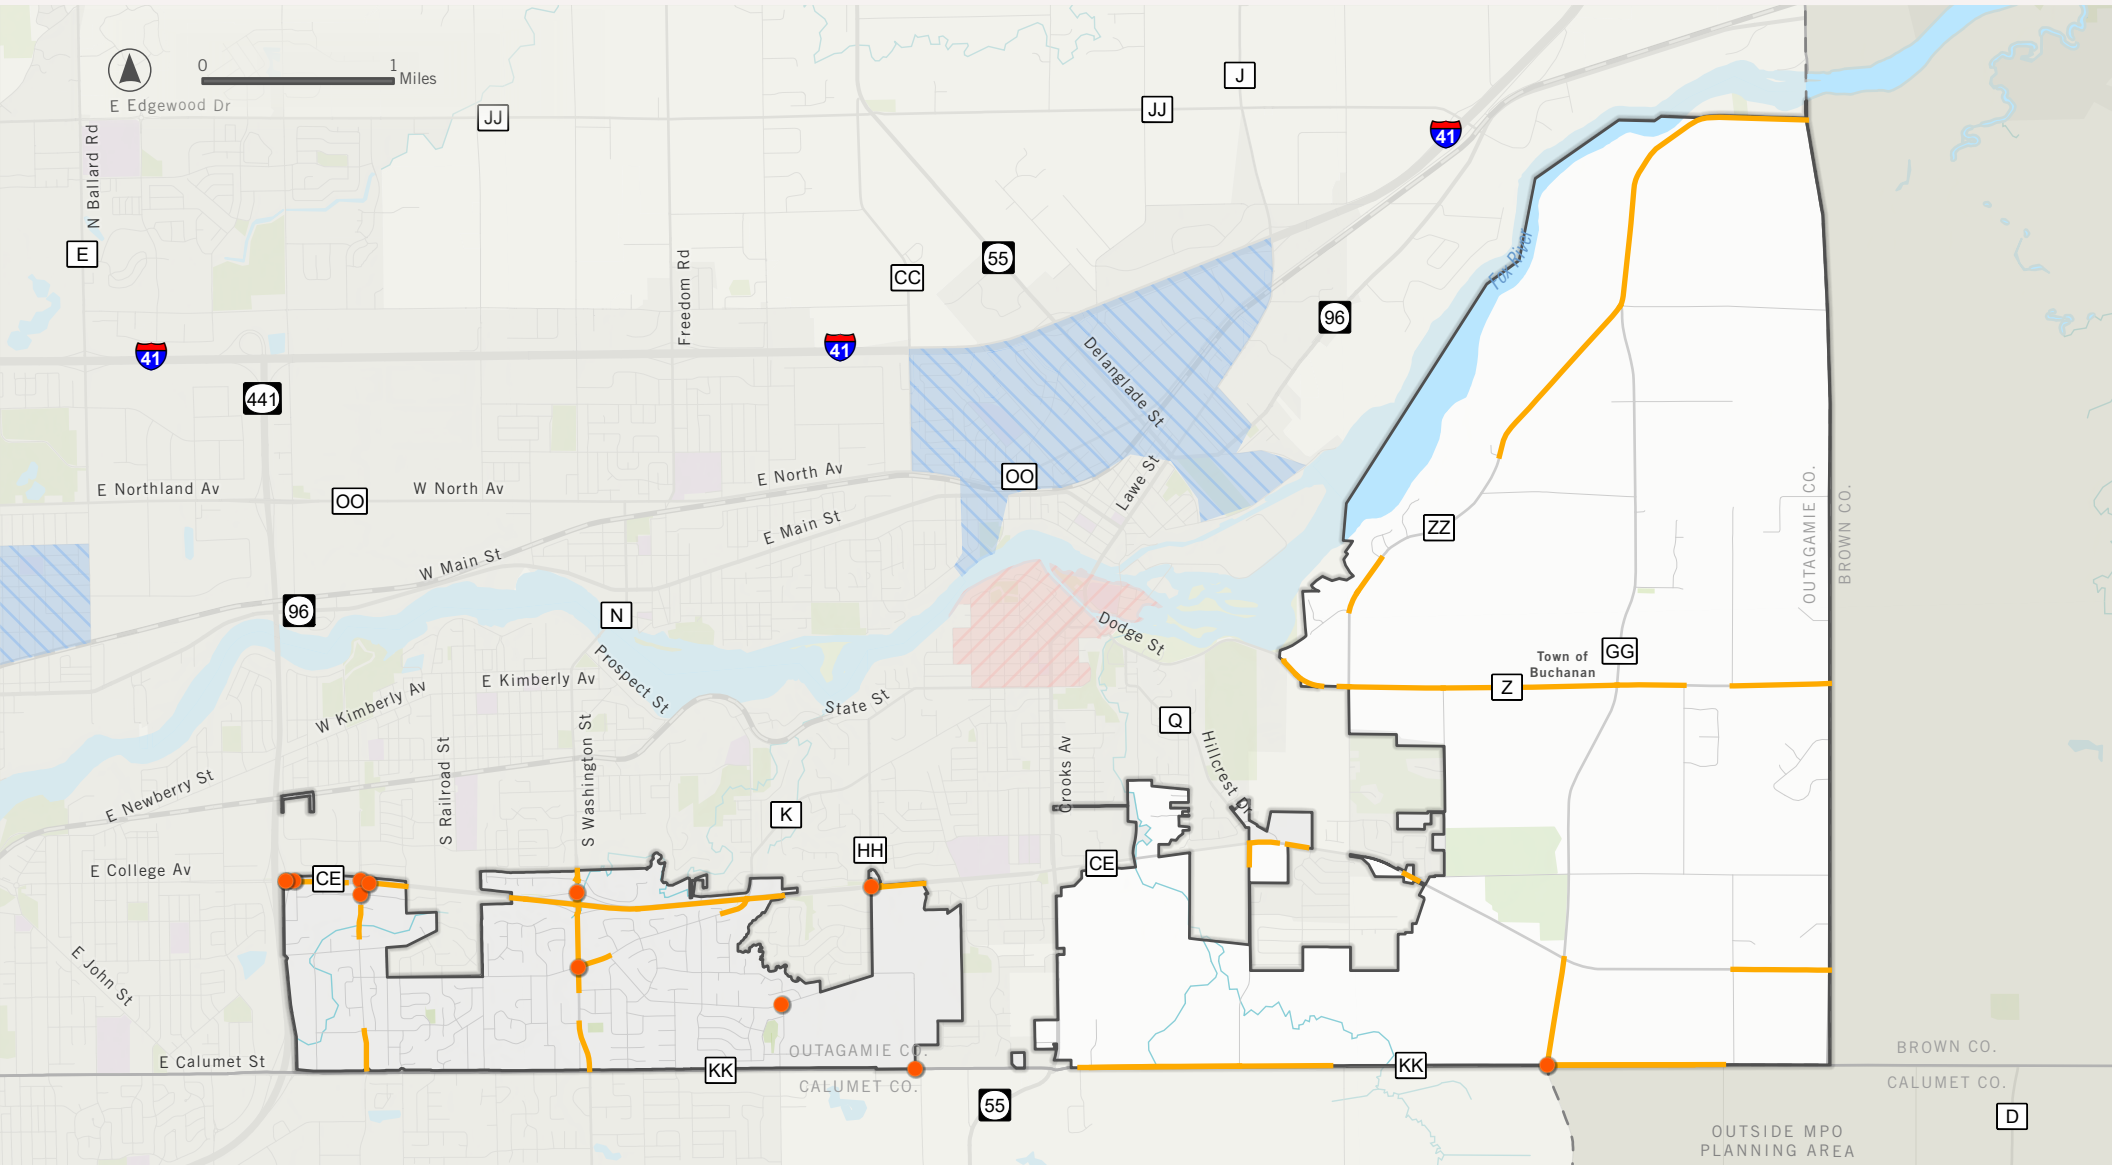 0 1
Miles
E Edgewood Dr
JJ
JJ
J
41
N Ballard Rd
E
Freedom Rd
CC
55
Fox River
96
41
41
441
Delanglade St
E Northland Av
OO
W North Av
E North Av
OO
Lawe St
E Main St
ZZ
OUTAGAMIE CO.
BROWN CO.
W Main St
96
N
Dodge St
Prospect St
E Kimberly Av
W Kimberly Av
State St
Town of
Buchanan
GG
Z
Q
Hillcrest Dr
Crooks Av
S Railroad St
S Washington St
E Newberry St
K
HH
CE
E College Av
CE
E John St
E Calumet St
KK
OUTAGAMIE CO.
CALUMET CO.
KK
BROWN CO.
CALUMET CO.
55
D
OUTSIDE MPO
PLANNING AREA